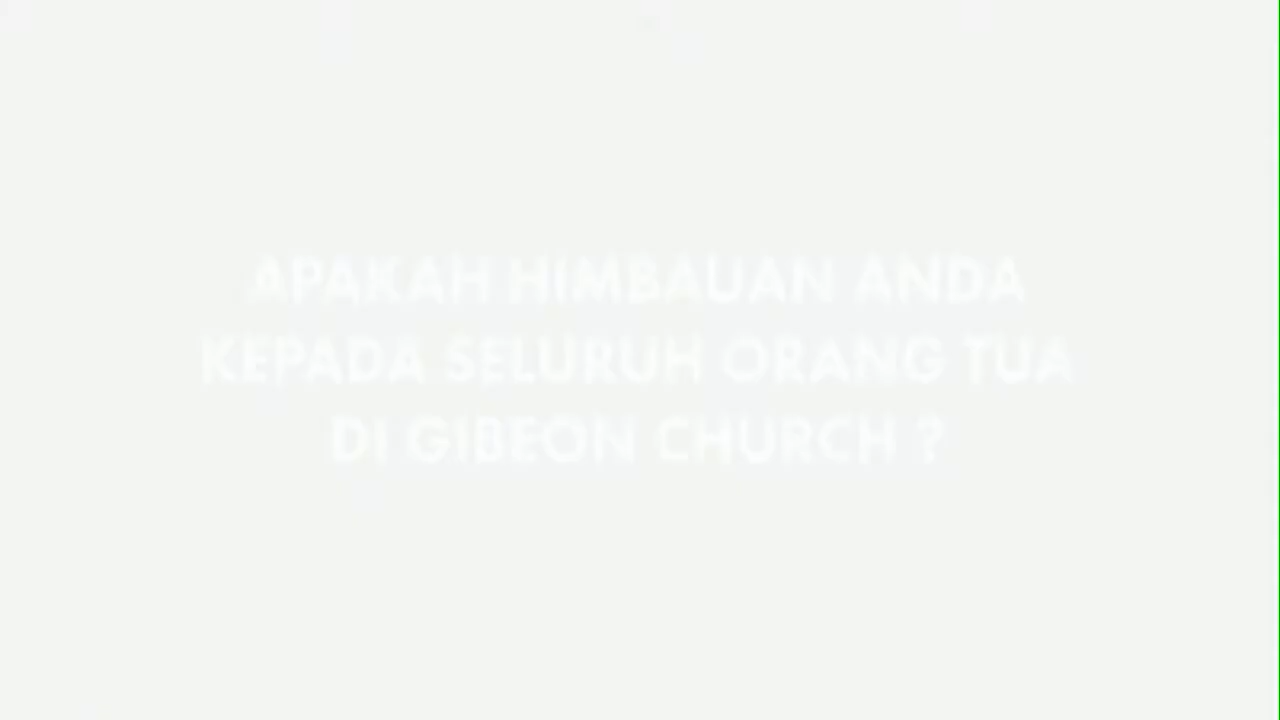 APAKAH HIMBAUAN ANDA
KEPADA SELURUH ORANG TUA
DI GIBEON CHURCH ?